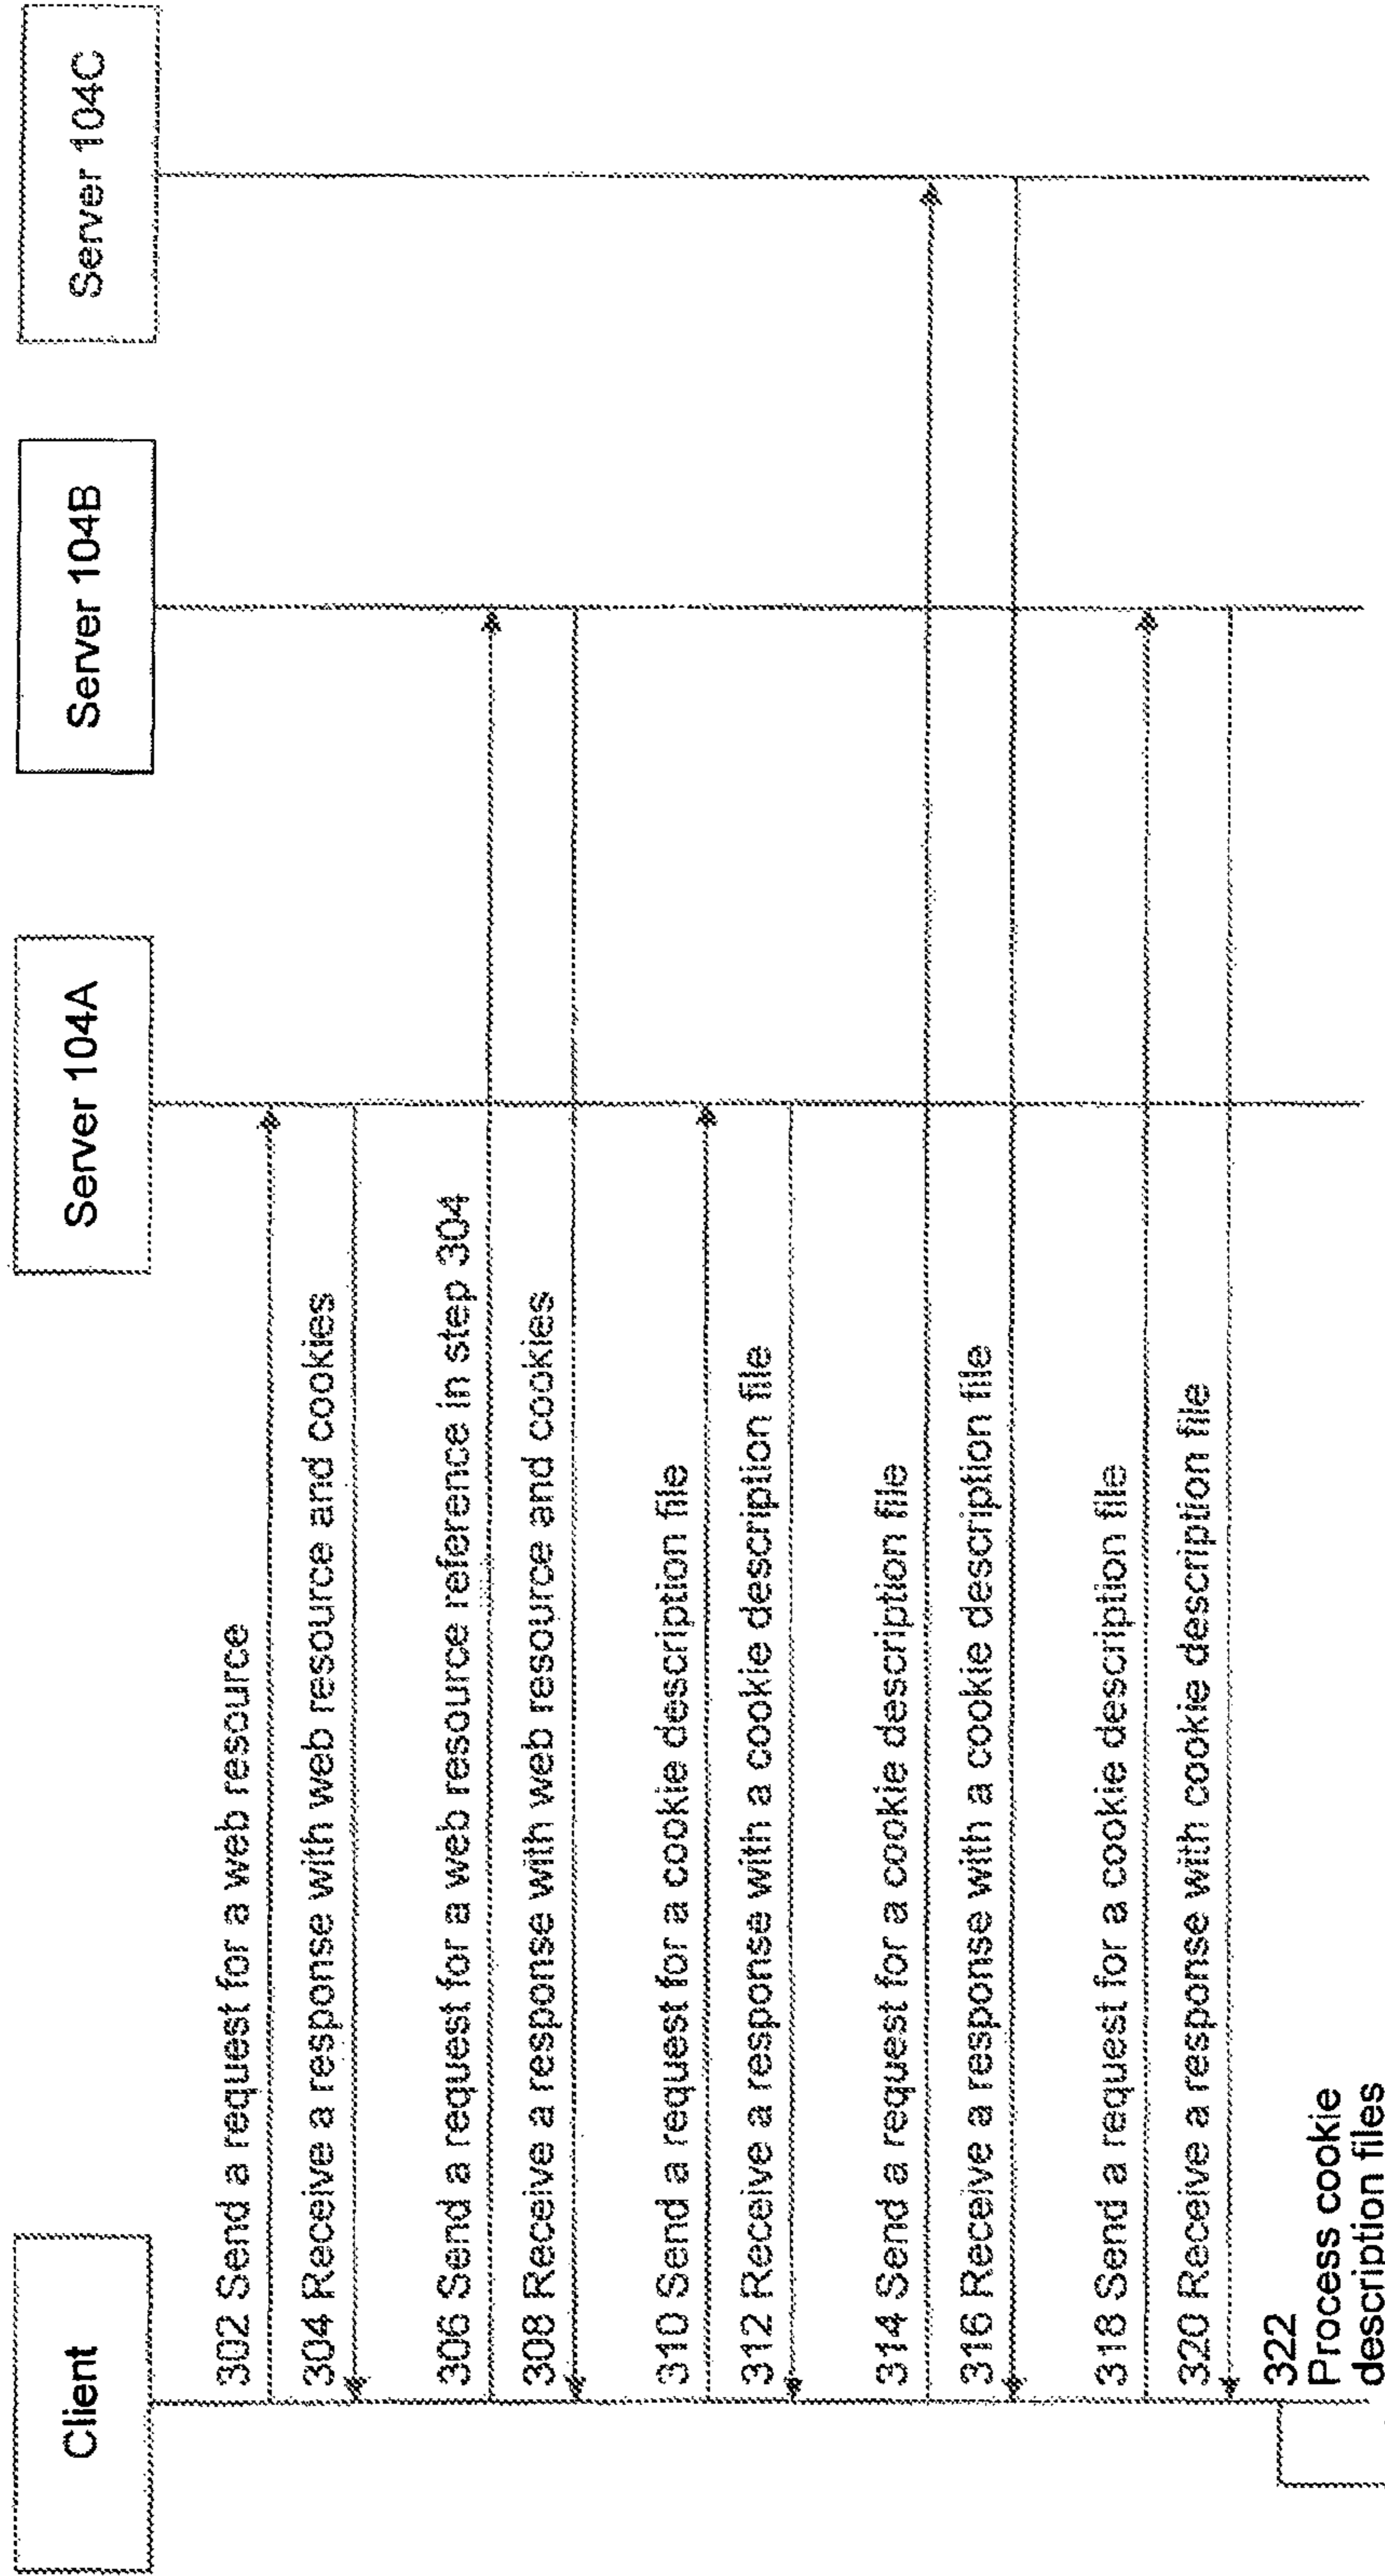 Client
Server 104A
Server 104B
Server 104C
302 Send a request for a web resource
304 Receive a response with web resource and cookies
306 Send a request for a web resource reference in step 304
308 Receive a response with web resource and cookies
310 Send a request for a cookie description file
312 Receive a response with a cookie description file
314 Send a request for a cookie description file
316 Receive a response with a cookie description file
318 Send a request for a cookie description file
320 Receive a response with cookie description file
322
Process cookie
description files